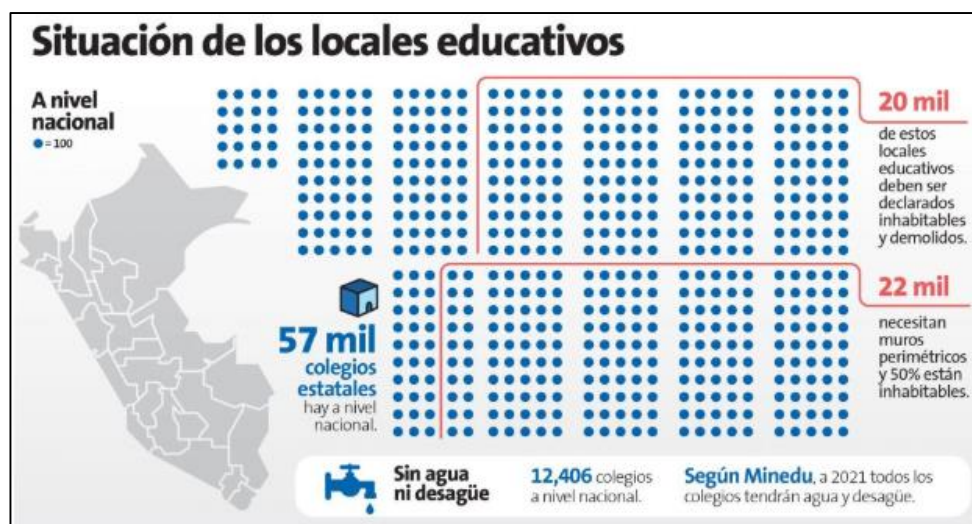 Situación de los locales educativos
A nivel
nacional
= 100
20 mil
de estos
locales
educativos
deben ser
declarados
inhabitables
y demolidos.
57 mil
colegios
estatales
hay a nivel
nacional.
22 mil
necesitan
muros
perimétricos
y 50% están
inhabitables.
Sin agua
ni desagüe
12,406 colegios
a nivel nacional.
Según Minedu, a 2021 todos los
colegios tendrán agua y desagüe.